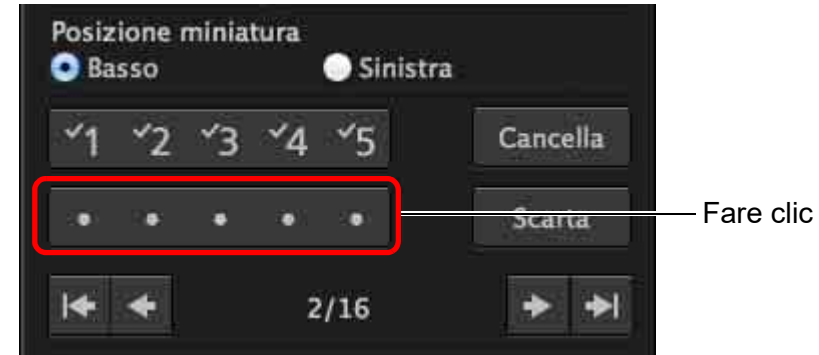 Posizione miniatura
Basso Sinistra
✓1 ✓2 ✓3 ✓4 ✓5 Cancella
• • • • • Scarta Fare clic
2/16